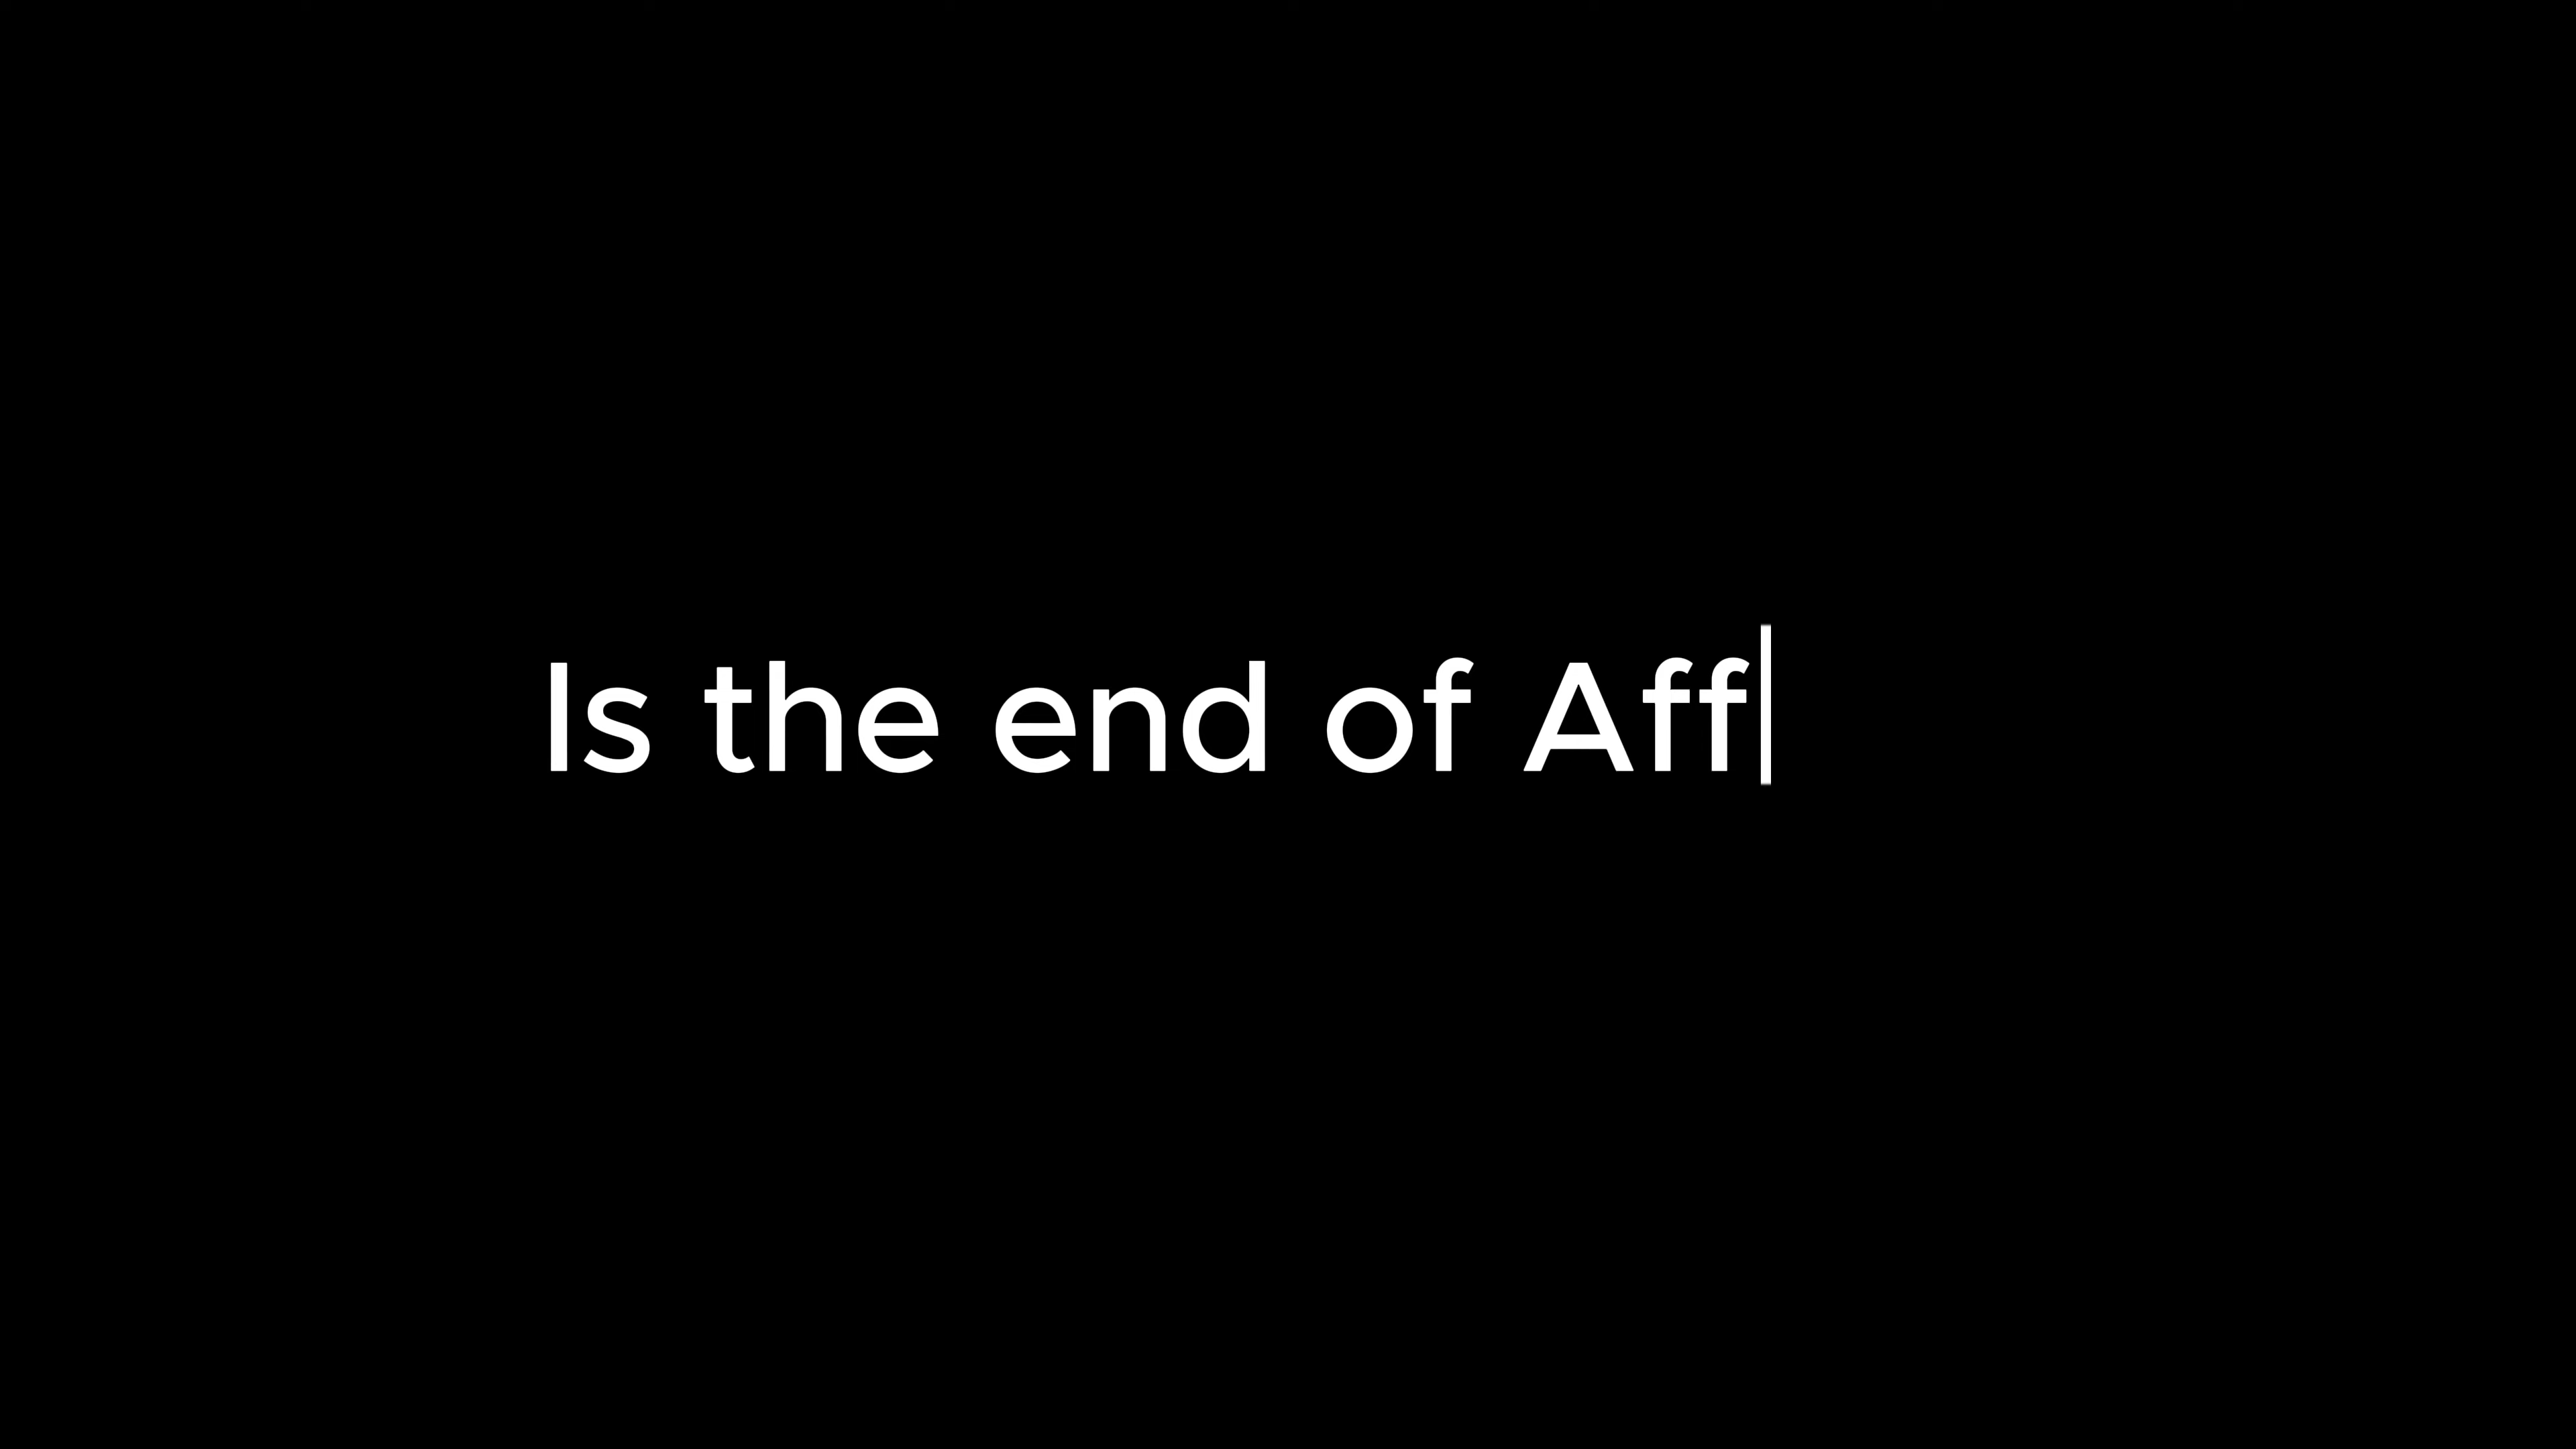 Is the end of Aff